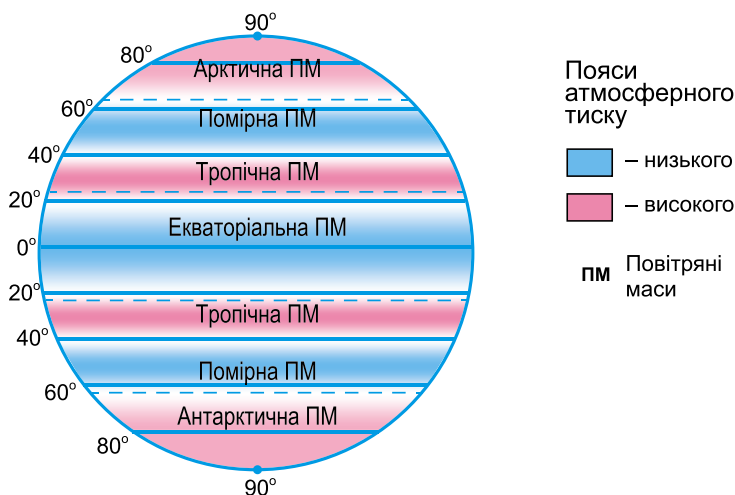 90°
80°
Арктична ПМ
60°
Помірна ПМ
40°
Тропічна ПМ
20°
Екваторіальна ПМ
0°
20°
Тропічна ПМ
40°
Помірна ПМ
60°
Антарктична ПМ
80°
90°
Пояси
атмосферного
тиску
– низького
– високого
ПМ Повітряні
маси